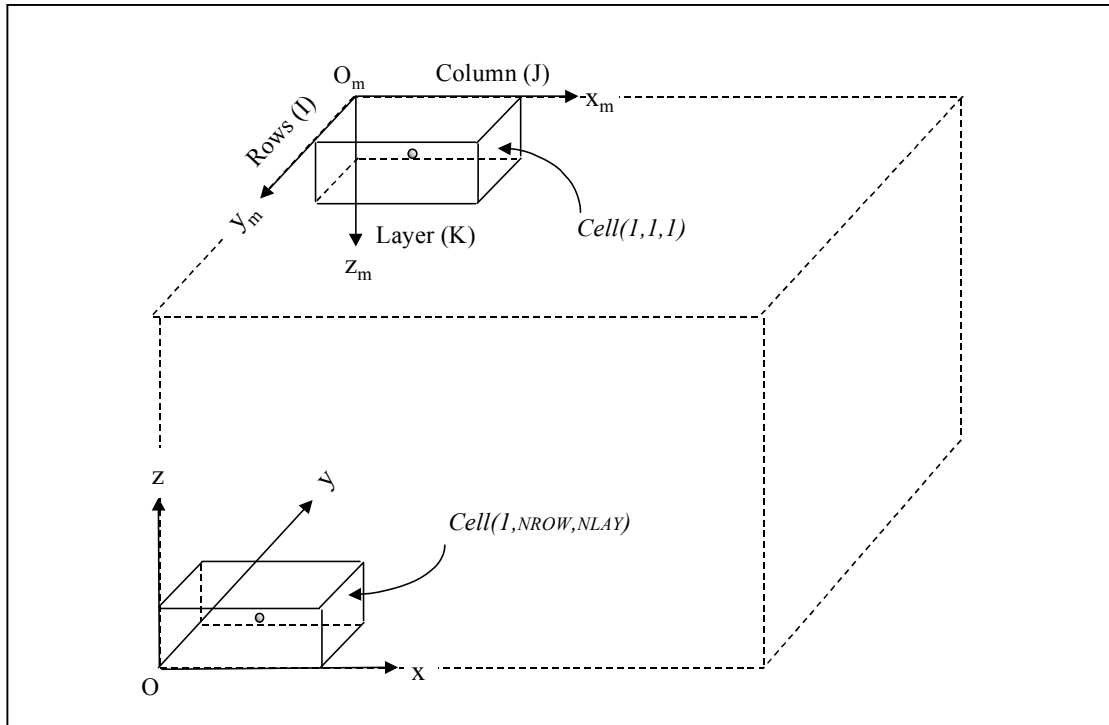 O_m
Column (J)
x_m
Rows (I)
y_m
Layer (K)
z_m
Cell(1,1,1)
z
y
Cell(1,NROW,NLAY)
O
x